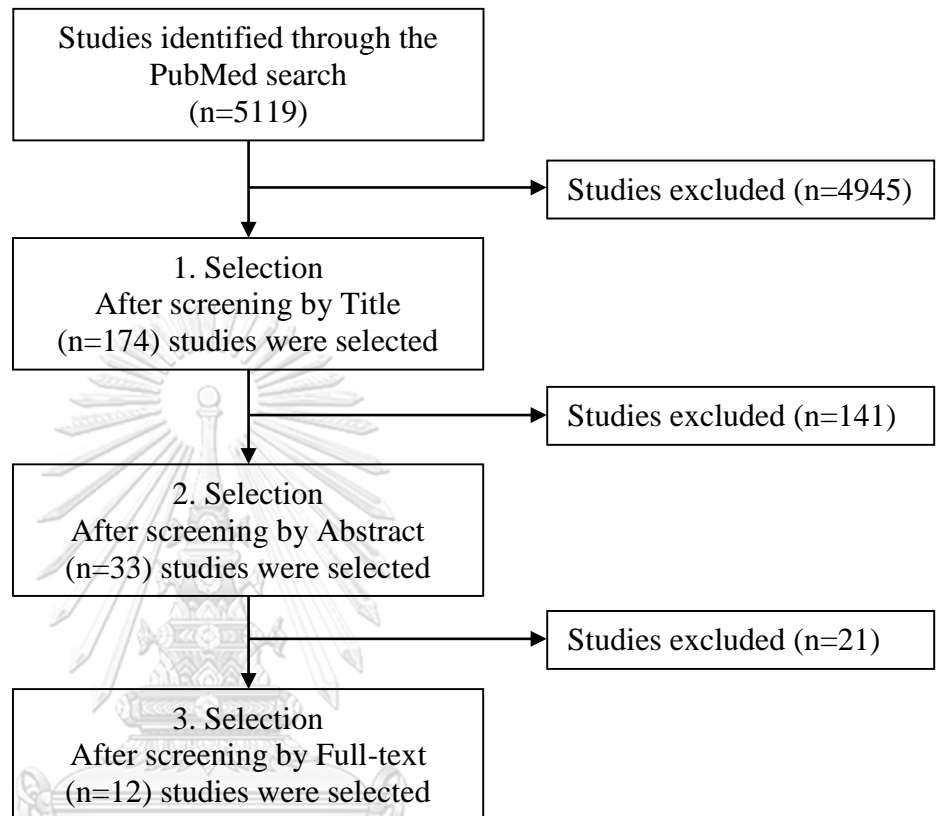 Studies identified through the
PubMed search
(n=5119)
Studies excluded (n=4945)
1. Selection
After screening by Title
(n=174) studies were selected
Studies excluded (n=141)
2. Selection
After screening by Abstract
(n=33) studies were selected
Studies excluded (n=21)
3. Selection
After screening by Full-text
(n=12) studies were selected